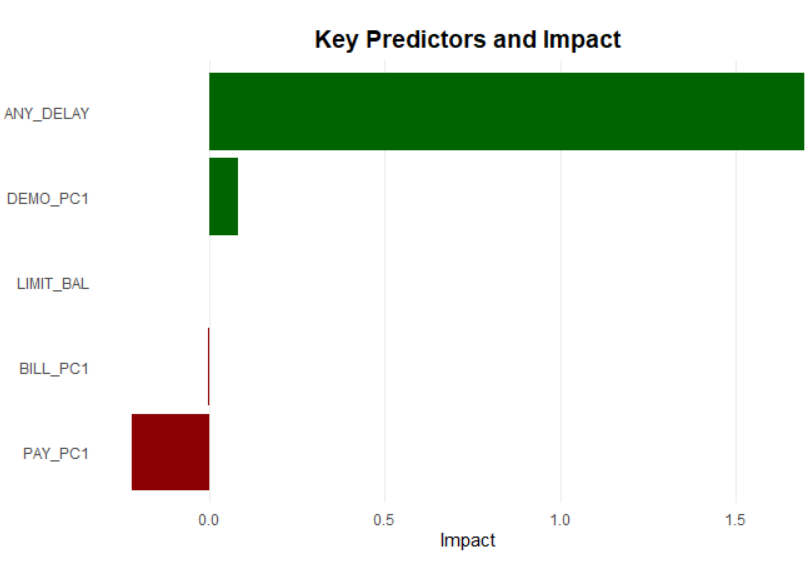 Key Predictors and Impact
ANY_DELAY
DEMO_PC1
LIMIT_BAL
BILL_PC1
PAY_PC1
0.0 0.5 1.0 1.5
Impact